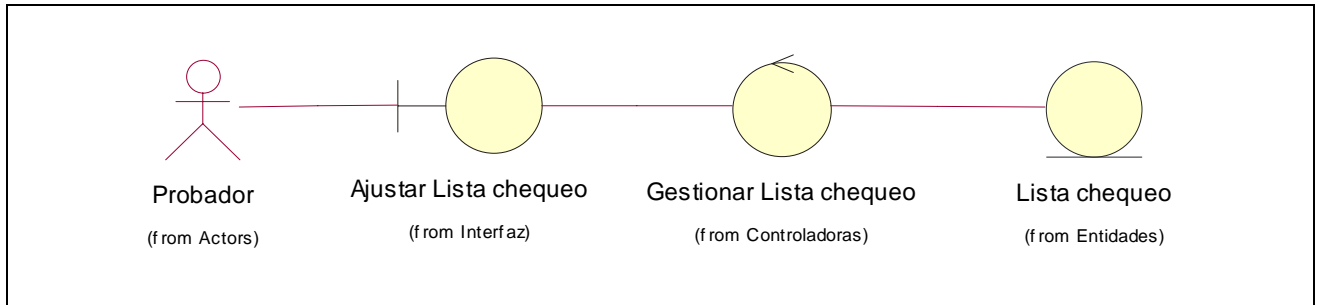 Probador
(from Actors)
Ajustar Lista chequeo
(from Interfaz)
Gestionar Lista chequeo
(from Controladoras)
Lista chequeo
(from Entidades)